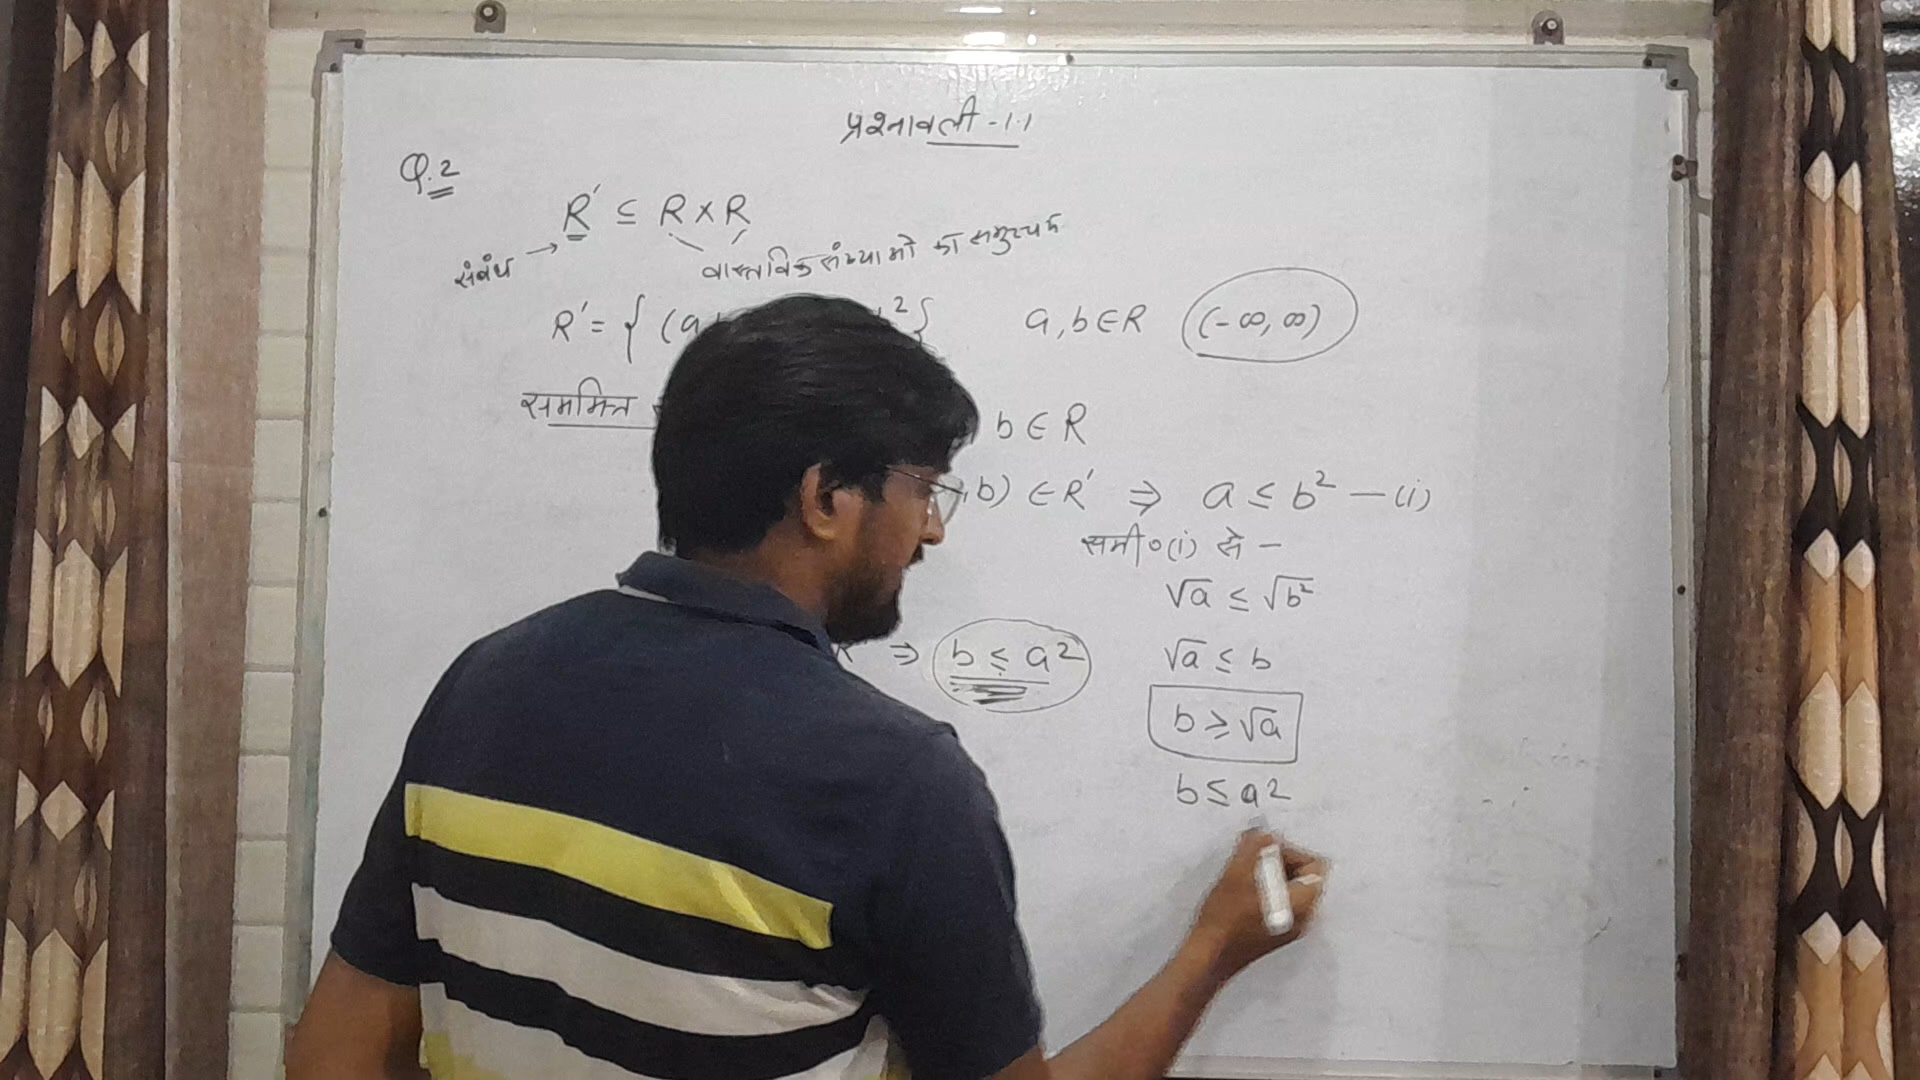 प्रश्नावली - 1.1
Q.2
R' ⊆ R × R
संबंध → वास्तविक संख्याओं का समुच्चय
R' = { (a 2} a, b ∈ R (-∞, ∞)
सममित b ∈ R
, b) ∈ R' ⇒ a ≤ b² — (i)
समी० (i) से —
√a ≤ √b²
⇒ b ≤ a² √a ≤ b
b ≥ √a
b ≤ a2